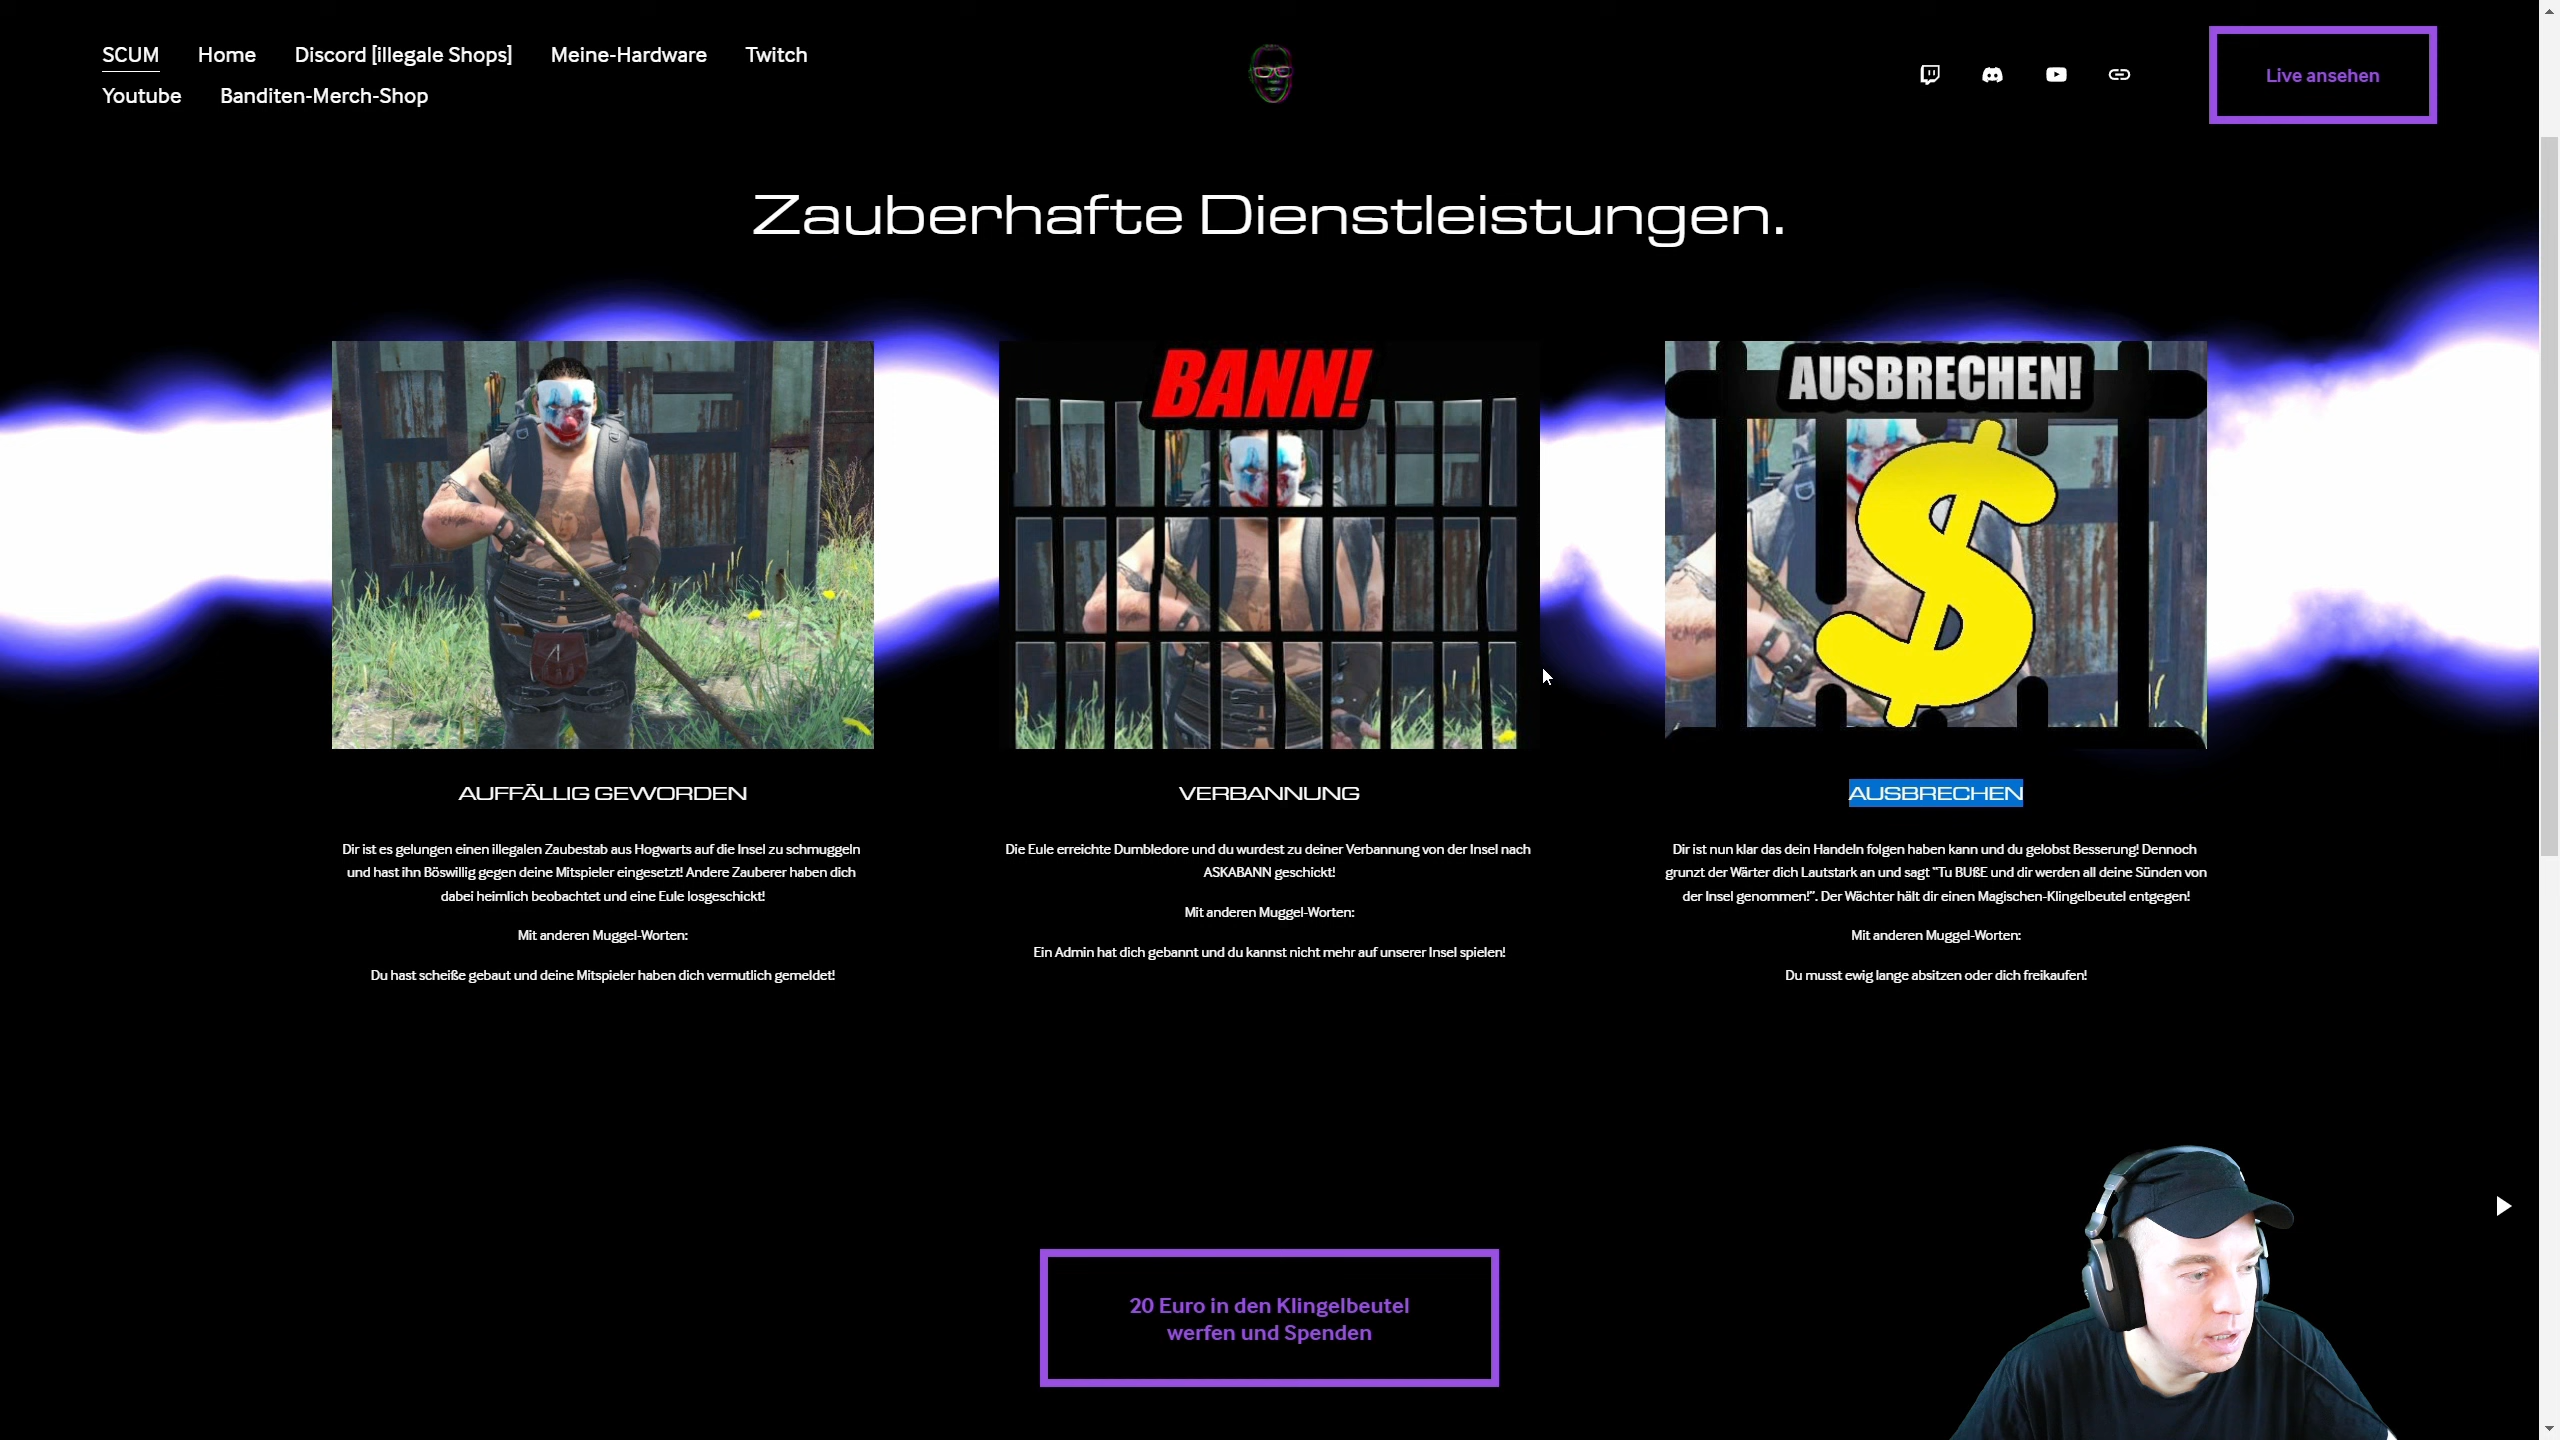 SCUM Home Discord [illegale Shops] Meine-Hardware Twitch
Youtube Banditen-Merch-Shop
Live ansehen
Zauberhafte Dienstleistungen.
AUFFÄLLIG GEWORDEN
Dir ist es gelungen einen illegalen Zaubestab aus Hogwarts auf die Insel zu schmuggeln
und hast ihn Böswillig gegen deine Mitspieler eingesetzt! Andere Zauberer haben dich
dabei heimlich beobachtet und eine Eule losgeschickt!
Mit anderen Muggel-Worten:
Du hast scheiße gebaut und deine Mitspieler haben dich vermutlich gemeldet!
BANN!
VERBANNUNG
Die Eule erreichte Dumbledore und du wurdest zu deiner Verbannung von der Insel nach
ASKABANN geschickt!
Mit anderen Muggel-Worten:
Ein Admin hat dich gebannt und du kannst nicht mehr auf unserer Insel spielen!
AUSBRECHEN!
$
AUSBRECHEN
Dir ist nun klar das dein Handeln folgen haben kann und du gelobst Besserung! Dennoch
grunzt der Wärter dich Lautstark an und sagt "Tu BUßE und dir werden all deine Sünden von
der Insel genommen!". Der Wächter hält dir einen Magischen-Klingelbeutel entgegen!
Mit anderen Muggel-Worten:
Du musst ewig lange absitzen oder dich freikaufen!
20 Euro in den Klingelbeutel
werfen und Spenden